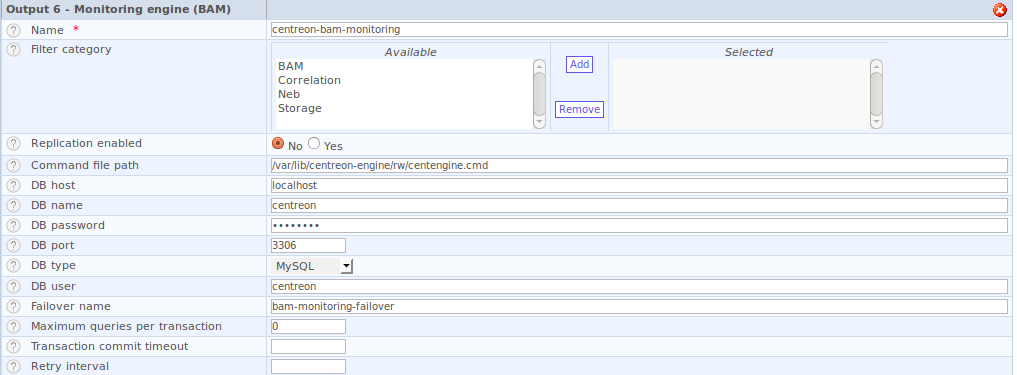 Output 6 - Monitoring engine (BAM)
Name * centreon-bam-monitoring
Filter category
Available Selected
BAM
Correlation
Neb
Storage
Add
Remove
Replication enabled No Yes
Command file path /var/lib/centreon-engine/rw/centengine.cmd
DB host localhost
DB name centreon
DB password ••••••••
DB port 3306
DB type MySQL
DB user centreon
Failover name bam-monitoring-failover
Maximum queries per transaction 0
Transaction commit timeout
Retry interval